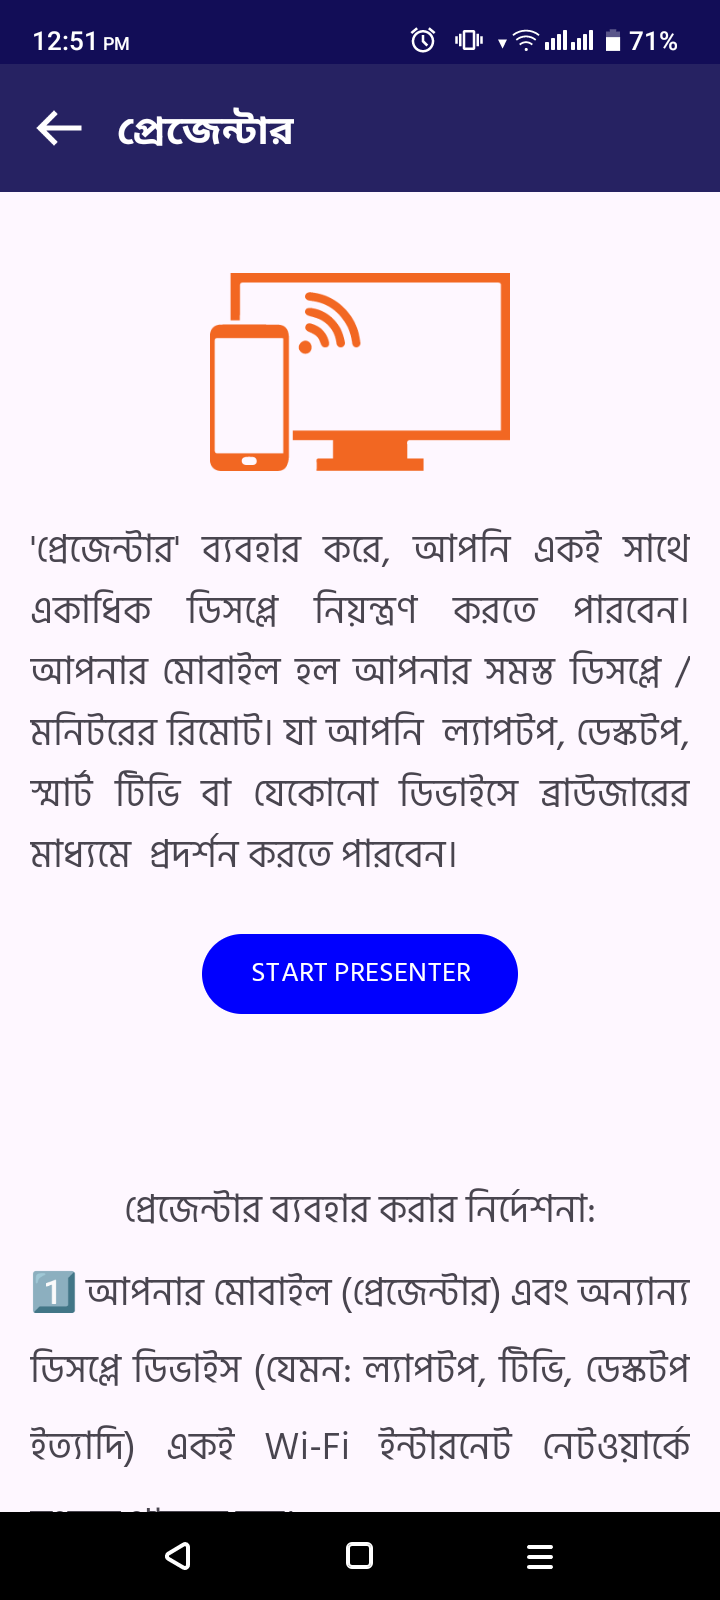 12:51 PM
71%
প্রেজেন্টার
'প্রেজেন্টার' ব্যবহার করে, আপনি একই সাথে
একাধিক ডিসপ্লে নিয়ন্ত্রণ করতে পারবেন।
আপনার মোবাইল হল আপনার সমস্ত ডিসপ্লে /
মনিটরের রিমোট। যা আপনি ল্যাপটপ, ডেস্কটপ,
স্মার্ট টিভি বা যেকোনো ডিভাইসে ব্রাউজারের
মাধ্যমে প্রদর্শন করতে পারবেন।
START PRESENTER
প্রেজেন্টার ব্যবহার করার নির্দেশনা:
1️⃣ আপনার মোবাইল (প্রেজেন্টার) এবং অন্যান্য
ডিসপ্লে ডিভাইস (যেমন: ল্যাপটপ, টিভি, ডেস্কটপ
ইত্যাদি) একই Wi-Fi ইন্টারনেট নেটওয়ার্কে